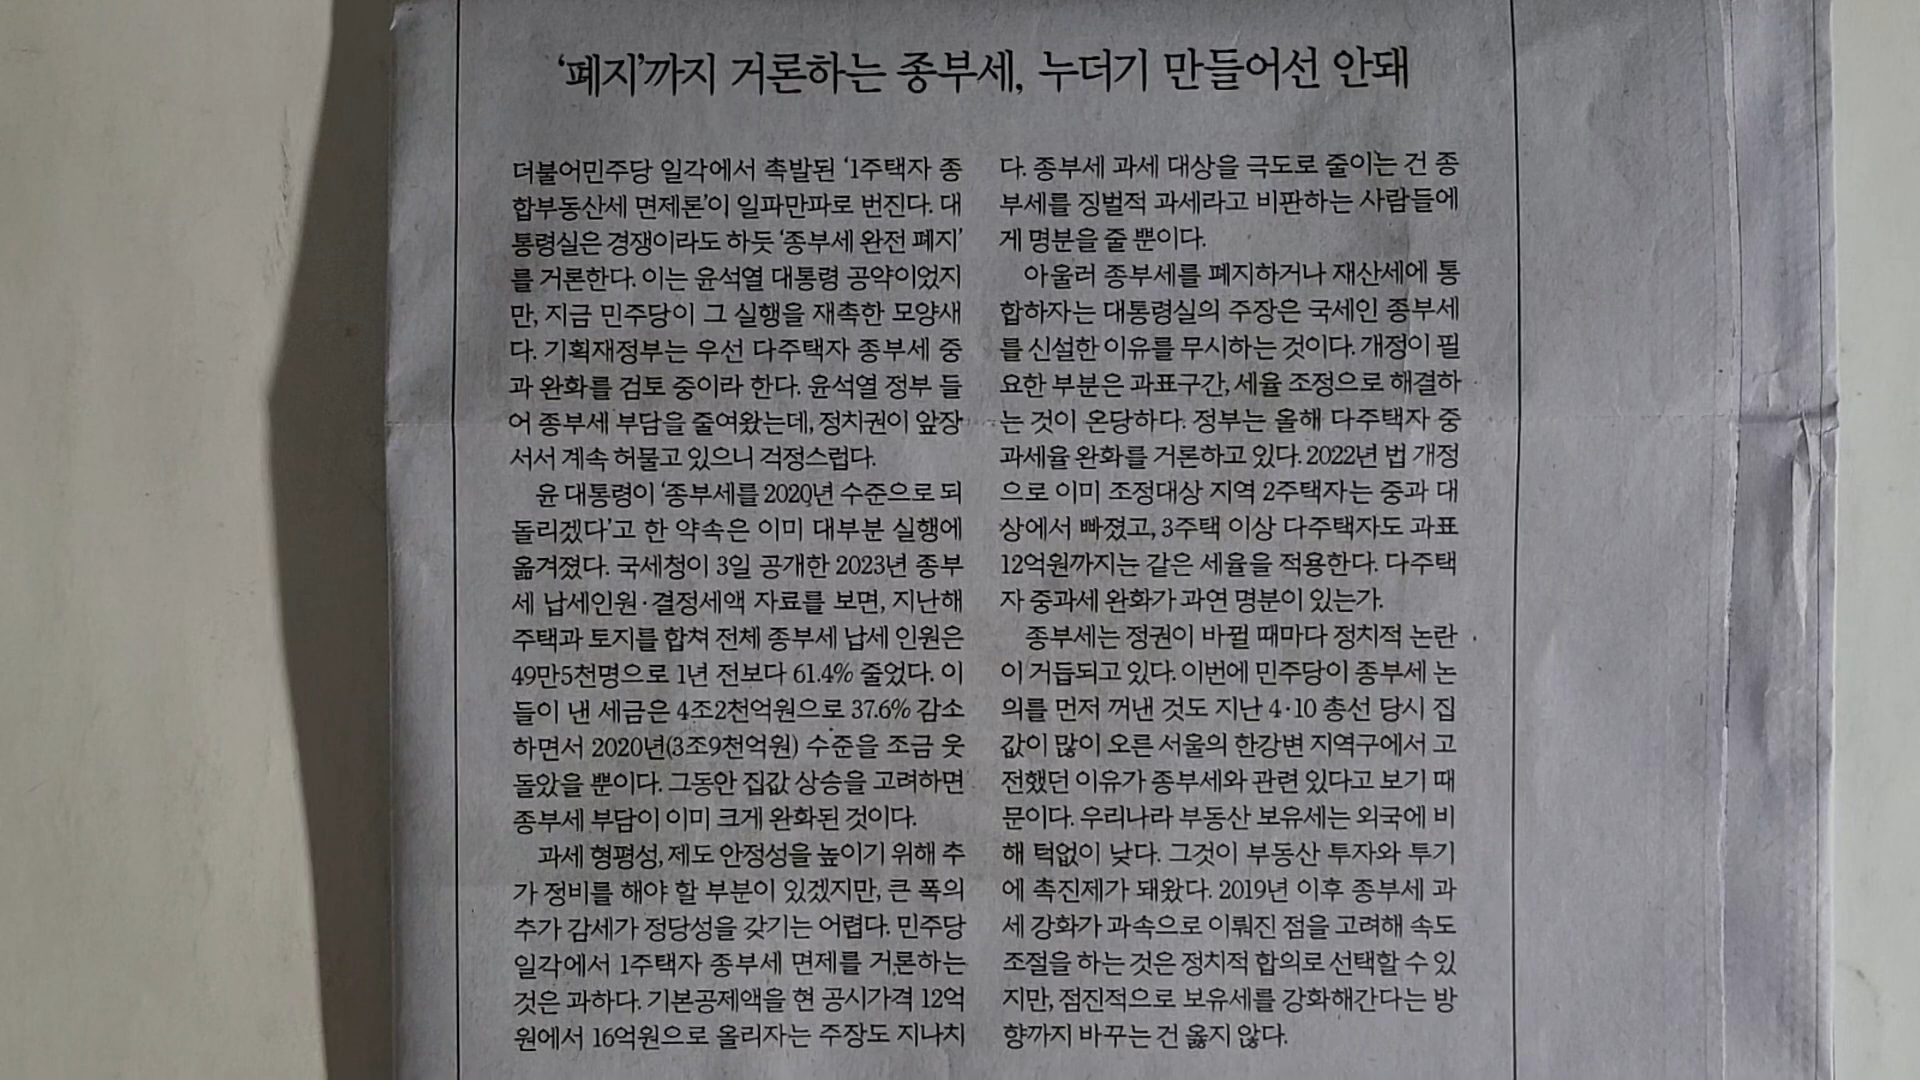 ‘폐지’까지 거론하는 종부세, 누더기 만들어선 안돼
더불어민주당 일각에서 촉발된 ‘1주택자 종
합부동산세 면제론’이 일파만파로 번진다. 대
통령실은 경쟁이라도 하듯 ‘종부세 완전 폐지’
를 거론한다. 이는 윤석열 대통령 공약이었지
만, 지금 민주당이 그 실행을 재촉한 모양새
다. 기획재정부는 우선 다주택자 종부세 중
과 완화를 검토 중이라 한다. 윤석열 정부 들
어 종부세 부담을 줄여왔는데, 정치권이 앞장
서서 계속 허물고 있으니 걱정스럽다.
윤 대통령이 ‘종부세를 2020년 수준으로 되
돌리겠다’고 한 약속은 이미 대부분 실행에
옮겨졌다. 국세청이 3일 공개한 2023년 종부
세 납세인원·결정세액 자료를 보면, 지난해
주택과 토지를 합쳐 전체 종부세 납세 인원은
49만5천명으로 1년 전보다 61.4% 줄었다. 이
들이 낸 세금은 4조2천억원으로 37.6% 감소
하면서 2020년(3조9천억원) 수준을 조금 웃
돌았을 뿐이다. 그동안 집값 상승을 고려하면
종부세 부담이 이미 크게 완화된 것이다.
과세 형평성, 제도 안정성을 높이기 위해 추
가 정비를 해야 할 부분이 있겠지만, 큰 폭의
추가 감세가 정당성을 갖기는 어렵다. 민주당
일각에서 1주택자 종부세 면제를 거론하는
것은 과하다. 기본공제액을 현 공시가격 12억
원에서 16억원으로 올리자는 주장도 지나치
다. 종부세 과세 대상을 극도로 줄이는 건 종
부세를 징벌적 과세라고 비판하는 사람들에
게 명분을 줄 뿐이다.
아울러 종부세를 폐지하거나 재산세에 통
합하자는 대통령실의 주장은 국세인 종부세
를 신설한 이유를 무시하는 것이다. 개정이 필
요한 부분은 과표구간, 세율 조정으로 해결하
는 것이 온당하다. 정부는 올해 다주택자 중
과세율 완화를 거론하고 있다. 2022년 법 개정
으로 이미 조정대상 지역 2주택자는 중과 대
상에서 빠졌고, 3주택 이상 다주택자도 과표
12억원까지는 같은 세율을 적용한다. 다주택
자 중과세 완화가 과연 명분이 있는가.
종부세는 정권이 바뀔 때마다 정치적 논란
이 거듭되고 있다. 이번에 민주당이 종부세 논
의를 먼저 꺼낸 것도 지난 4·10 총선 당시 집
값이 많이 오른 서울의 한강변 지역구에서 고
전했던 이유가 종부세와 관련 있다고 보기 때
문이다. 우리나라 부동산 보유세는 외국에 비
해 턱없이 낮다. 그것이 부동산 투자와 투기
에 촉진제가 돼왔다. 2019년 이후 종부세 과
세 강화가 과속으로 이뤄진 점을 고려해 속도
조절을 하는 것은 정치적 합의로 선택할 수 있
지만, 점진적으로 보유세를 강화해간다는 방
향까지 바꾸는 건 옳지 않다.